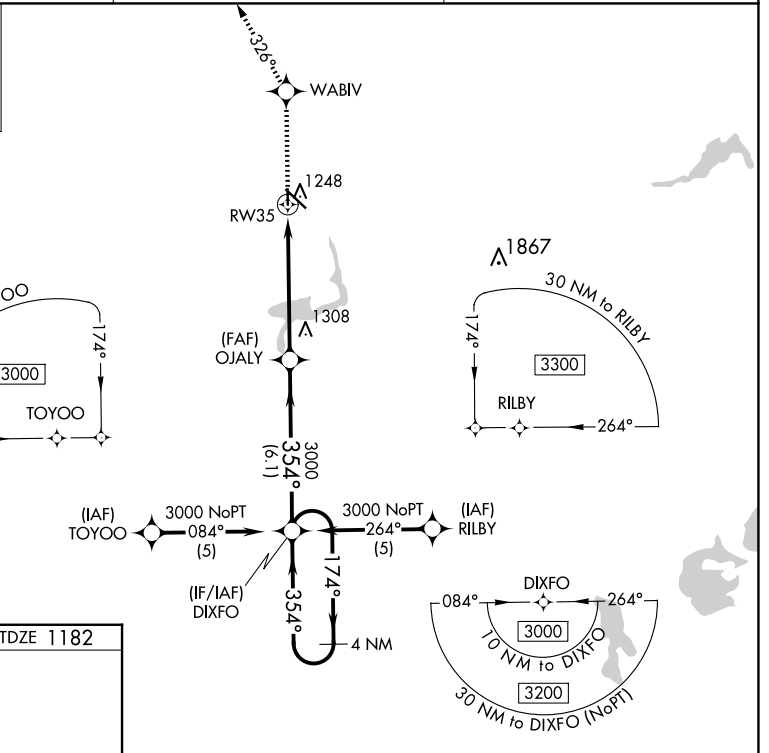 326°
WABIV
1248
RW35
1867
OO
30 NM to RILBY
174°
3000
TOYOO
1308
(FAF)
OJALY
174°
3300
RILBY
264°
3000
354°
(6.1)
(IAF)
TOYOO
3000 NoPT
084°
(5)
3000 NoPT
264°
(5)
(IAF)
RILBY
(IF/IAF)
DIXFO
354°
174°
4 NM
DIXFO
084°
264°
3000
10 NM to DIXFO
3200
30 NM to DIXFO (NoPT)
TDZE 1182